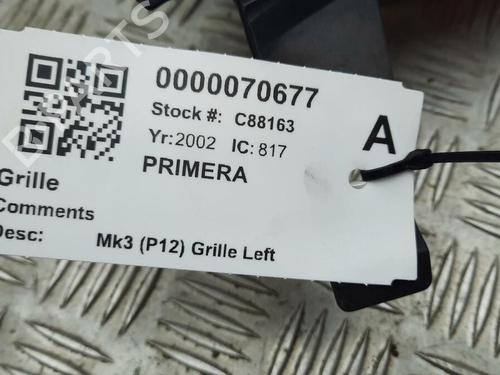 0000070677
Stock #: C88163
Yr:2002 IC:817
PRIMERA
A
Grille
Comments
Desc: Mk3 (P12) Grille Left